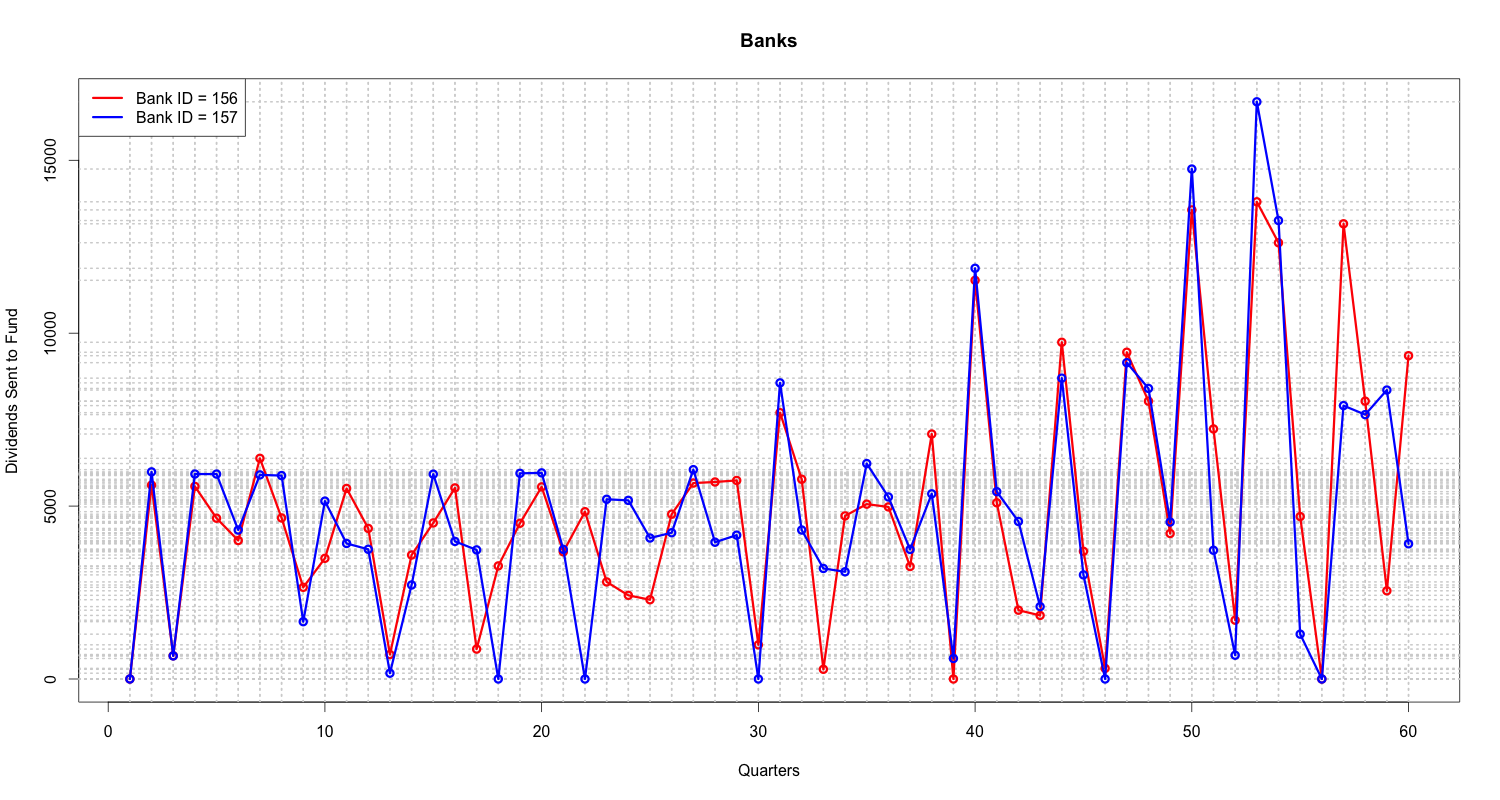 Banks
Bank ID = 156
Bank ID = 157
Dividends Sent to Fund
15000
10000
5000
0
0 10 20 30 40 50 60
Quarters